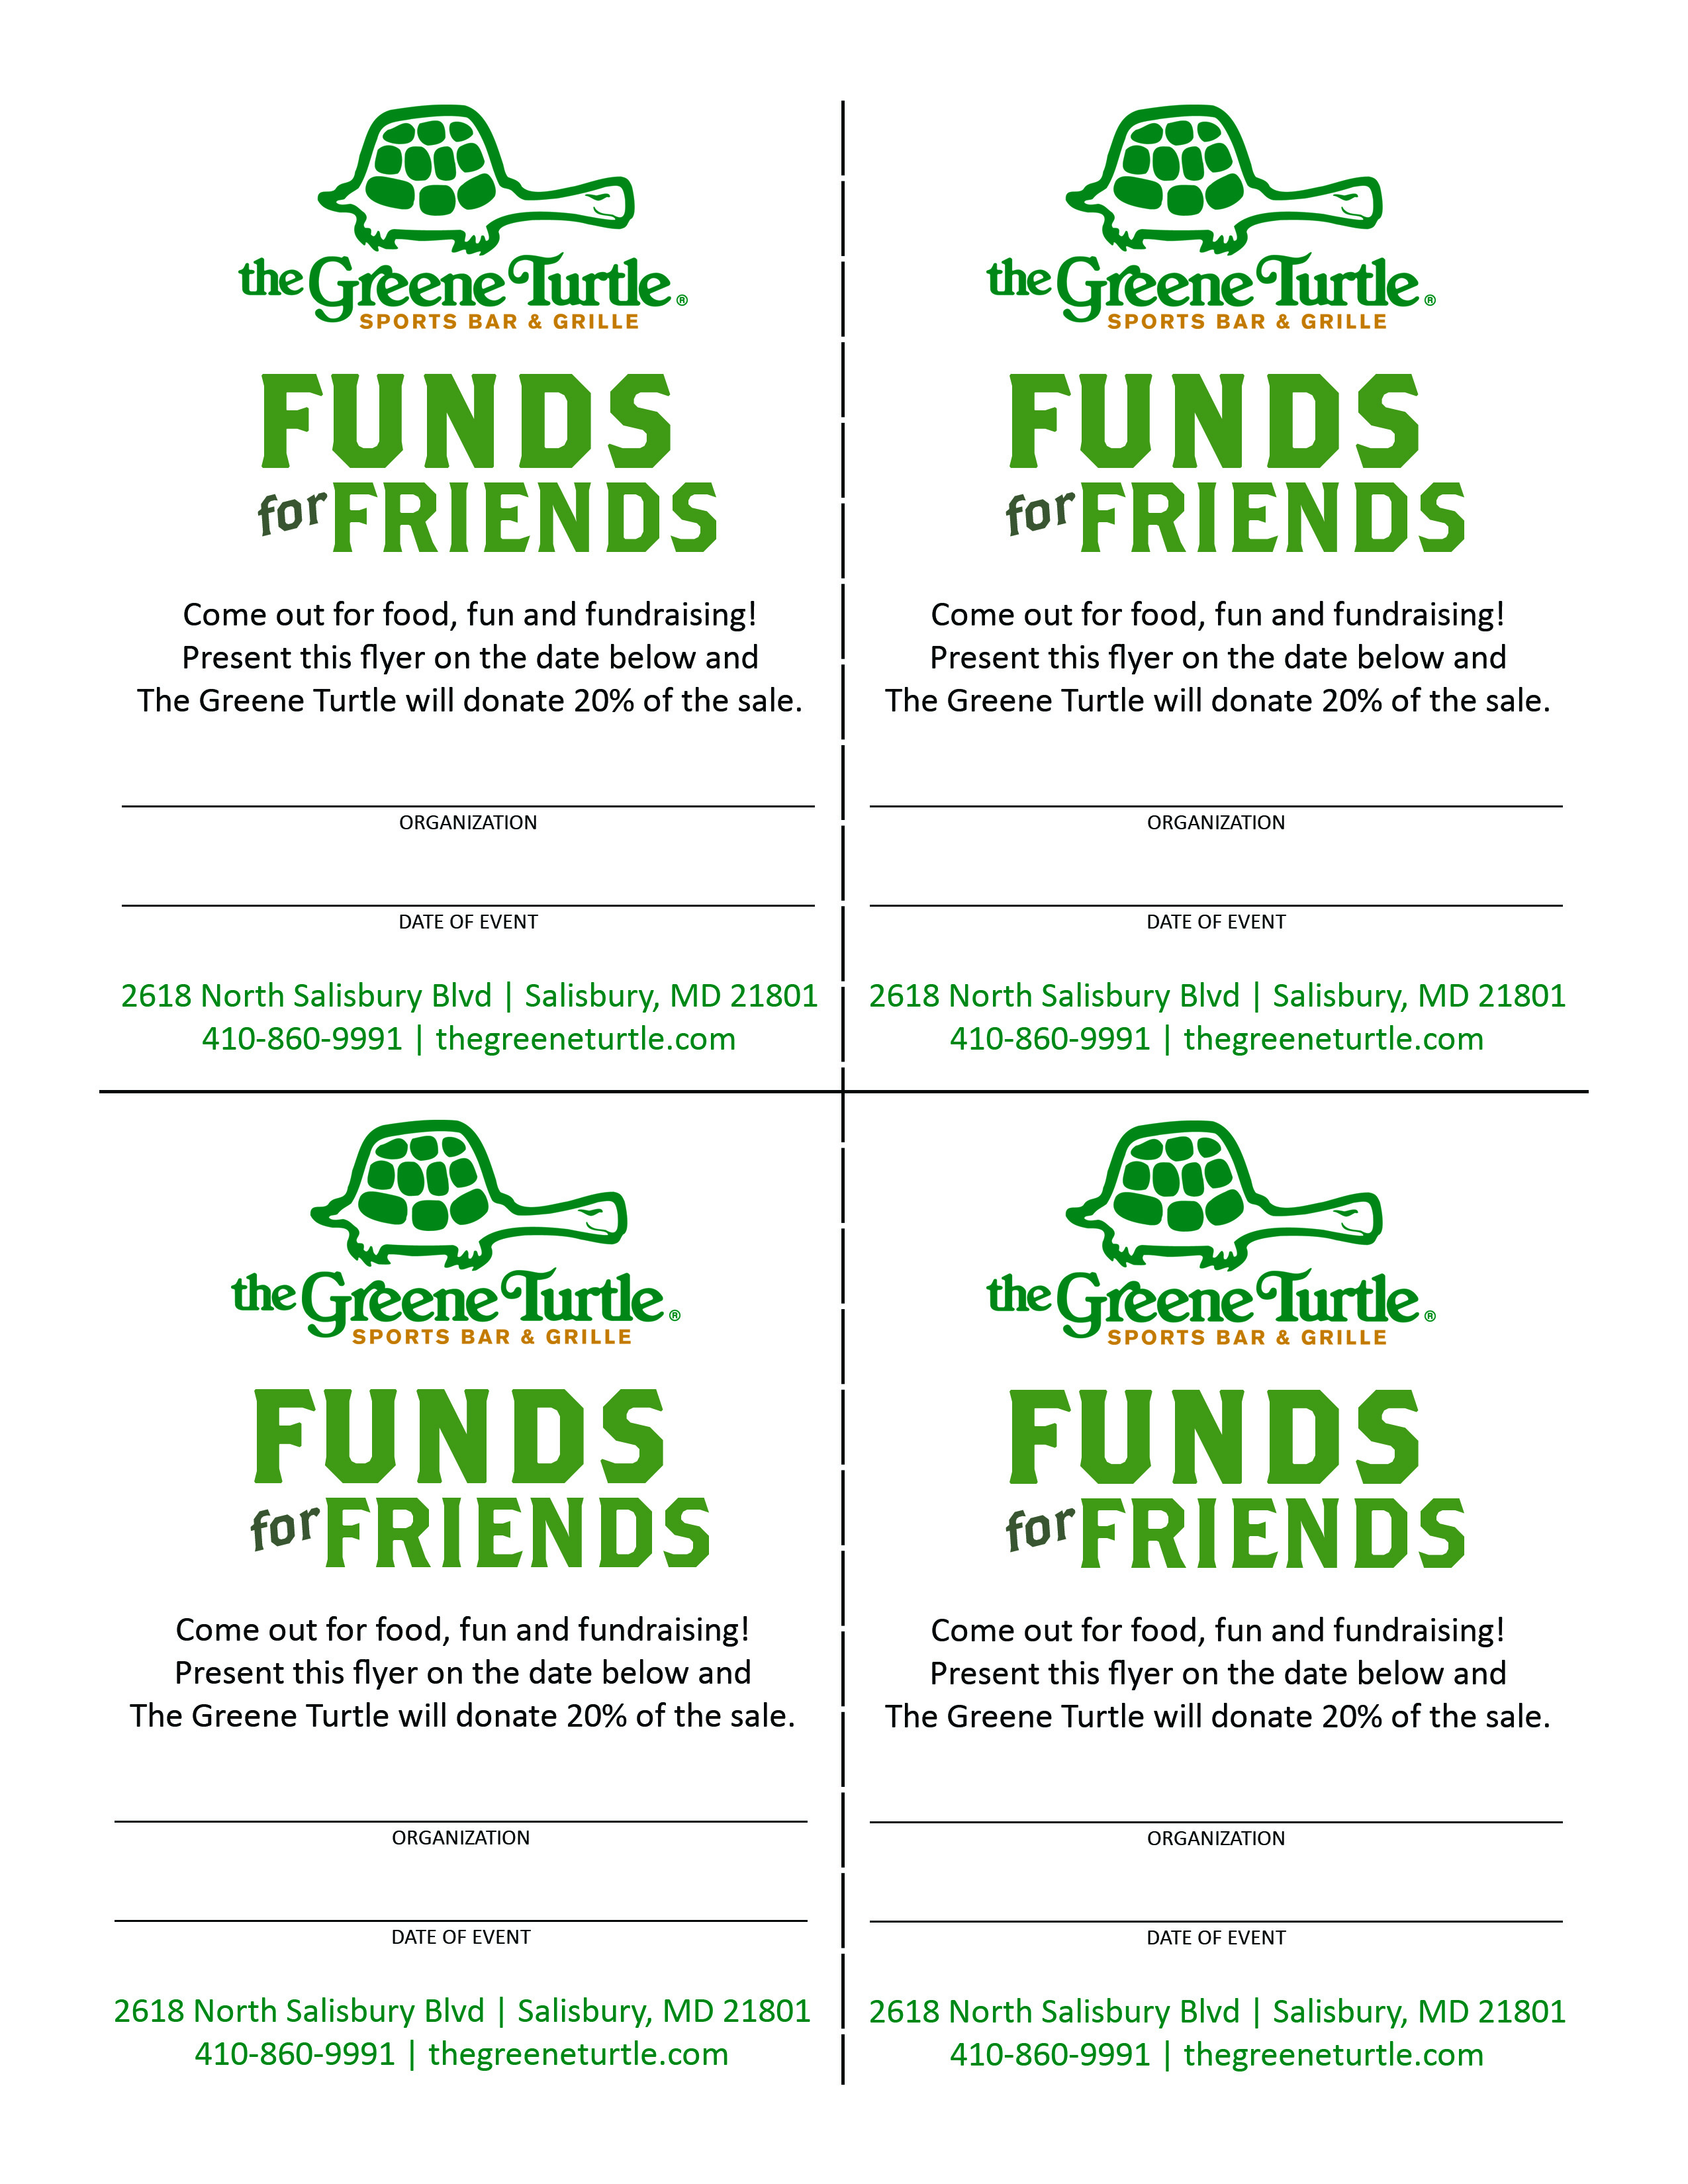 the Greene Turtle®
SPORTS BAR & GRILLE
FUNDS
for FRIENDS
Come out for food, fun and fundraising!
Present this flyer on the date below and
The Greene Turtle will donate 20% of the sale.
ORGANIZATION
DATE OF EVENT
2618 North Salisbury Blvd | Salisbury, MD 21801
410-860-9991 | thegreeneturtle.com
the Greene Turtle®
SPORTS BAR & GRILLE
FUNDS
for FRIENDS
Come out for food, fun and fundraising!
Present this flyer on the date below and
The Greene Turtle will donate 20% of the sale.
ORGANIZATION
DATE OF EVENT
2618 North Salisbury Blvd | Salisbury, MD 21801
410-860-9991 | thegreeneturtle.com
the Greene Turtle®
SPORTS BAR & GRILLE
FUNDS
for FRIENDS
Come out for food, fun and fundraising!
Present this flyer on the date below and
The Greene Turtle will donate 20% of the sale.
ORGANIZATION
DATE OF EVENT
2618 North Salisbury Blvd | Salisbury, MD 21801
410-860-9991 | thegreeneturtle.com
the Greene Turtle®
SPORTS BAR & GRILLE
FUNDS
for FRIENDS
Come out for food, fun and fundraising!
Present this flyer on the date below and
The Greene Turtle will donate 20% of the sale.
ORGANIZATION
DATE OF EVENT
2618 North Salisbury Blvd | Salisbury, MD 21801
410-860-9991 | thegreeneturtle.com